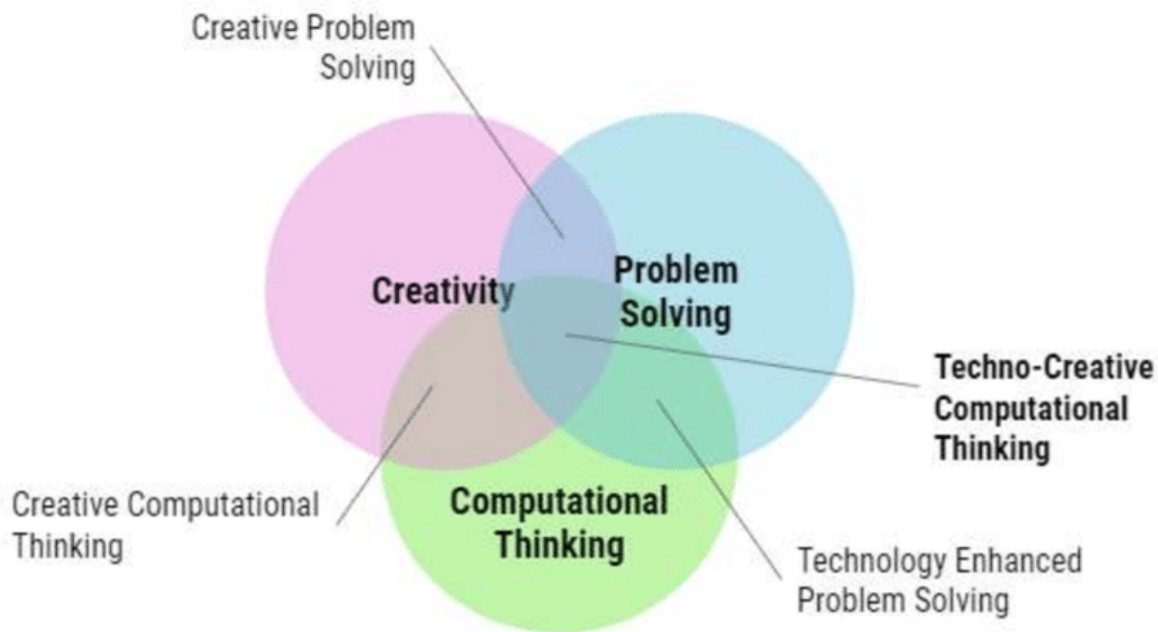 Creative Problem
Solving
Creativity
Problem
Solving
Techno-Creative
Computational
Thinking
Creative Computational
Thinking
Computational
Thinking
Technology Enhanced
Problem Solving